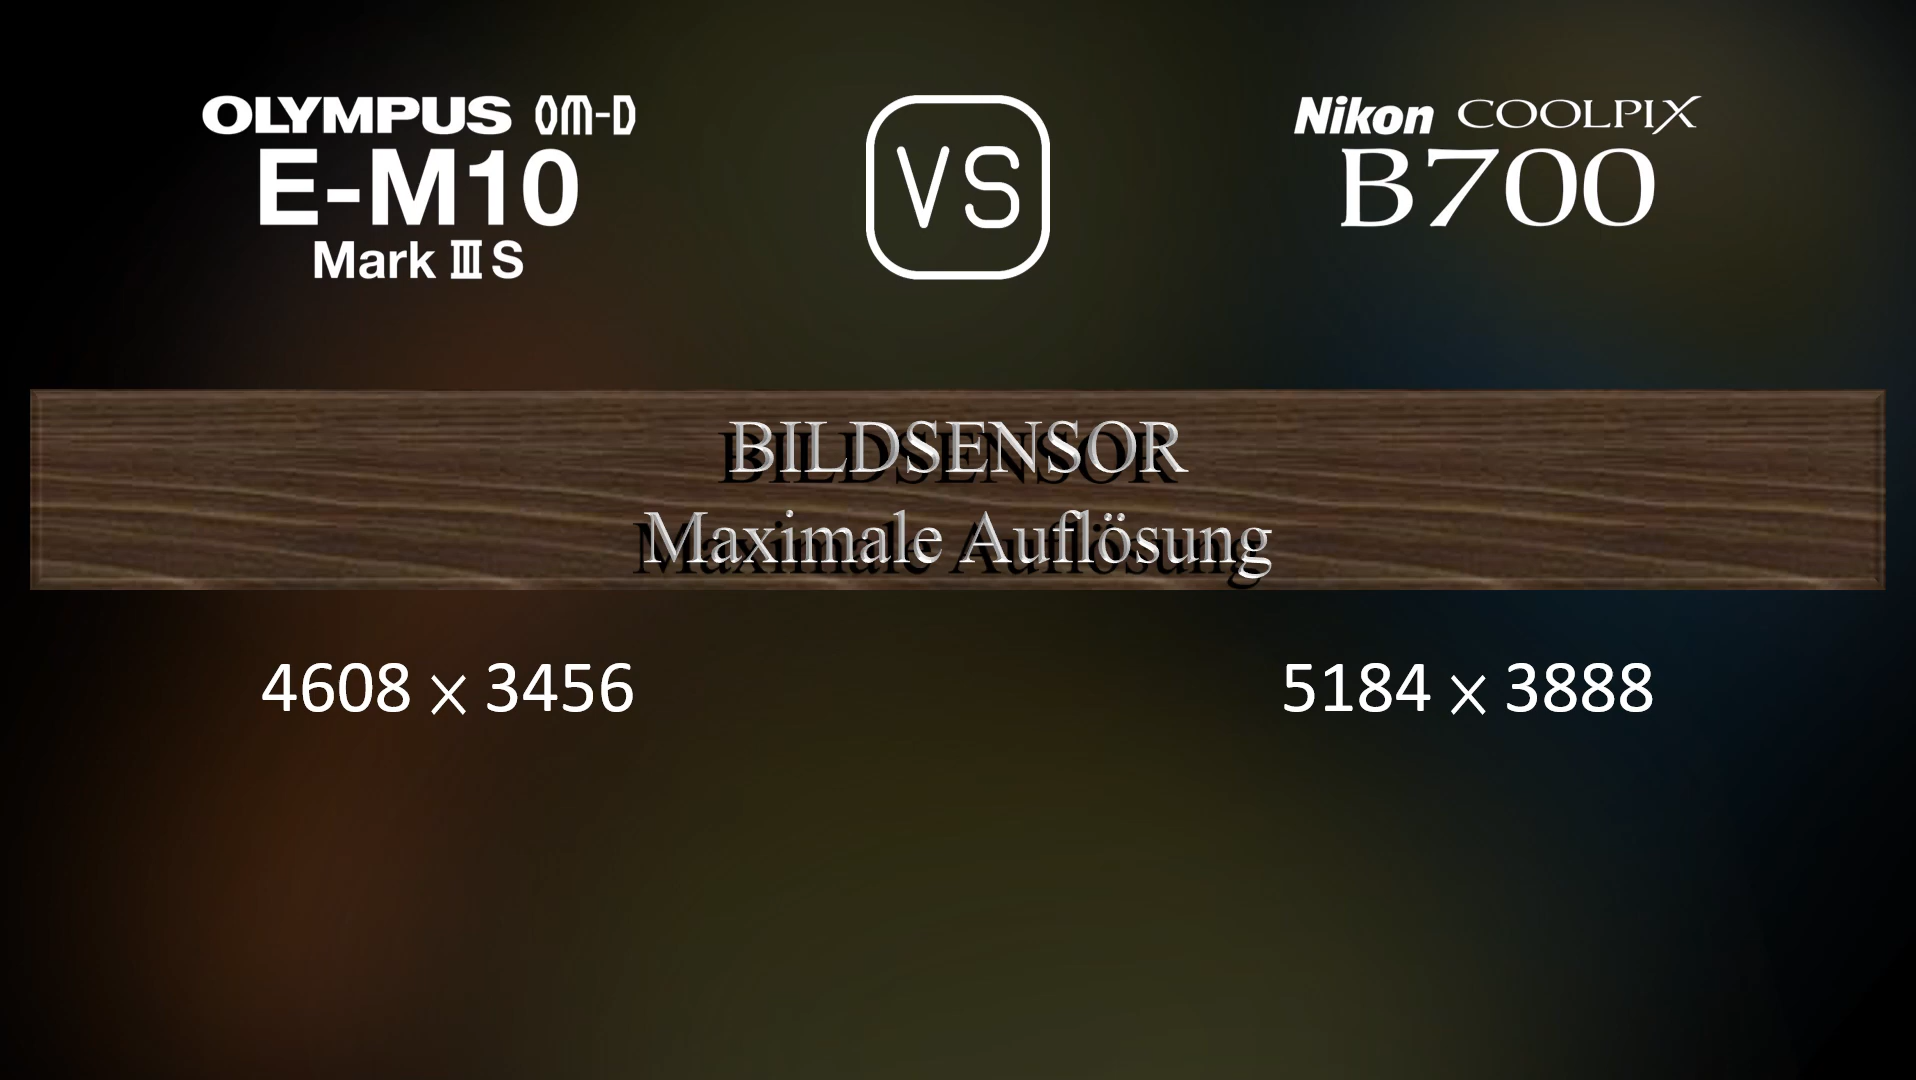 OLYMPUS OM-D
E-M10
Mark III S
VS
Nikon COOLPIX
B700
BILDSENSOR
Maximale Auflösung
4608 x 3456
5184 x 3888